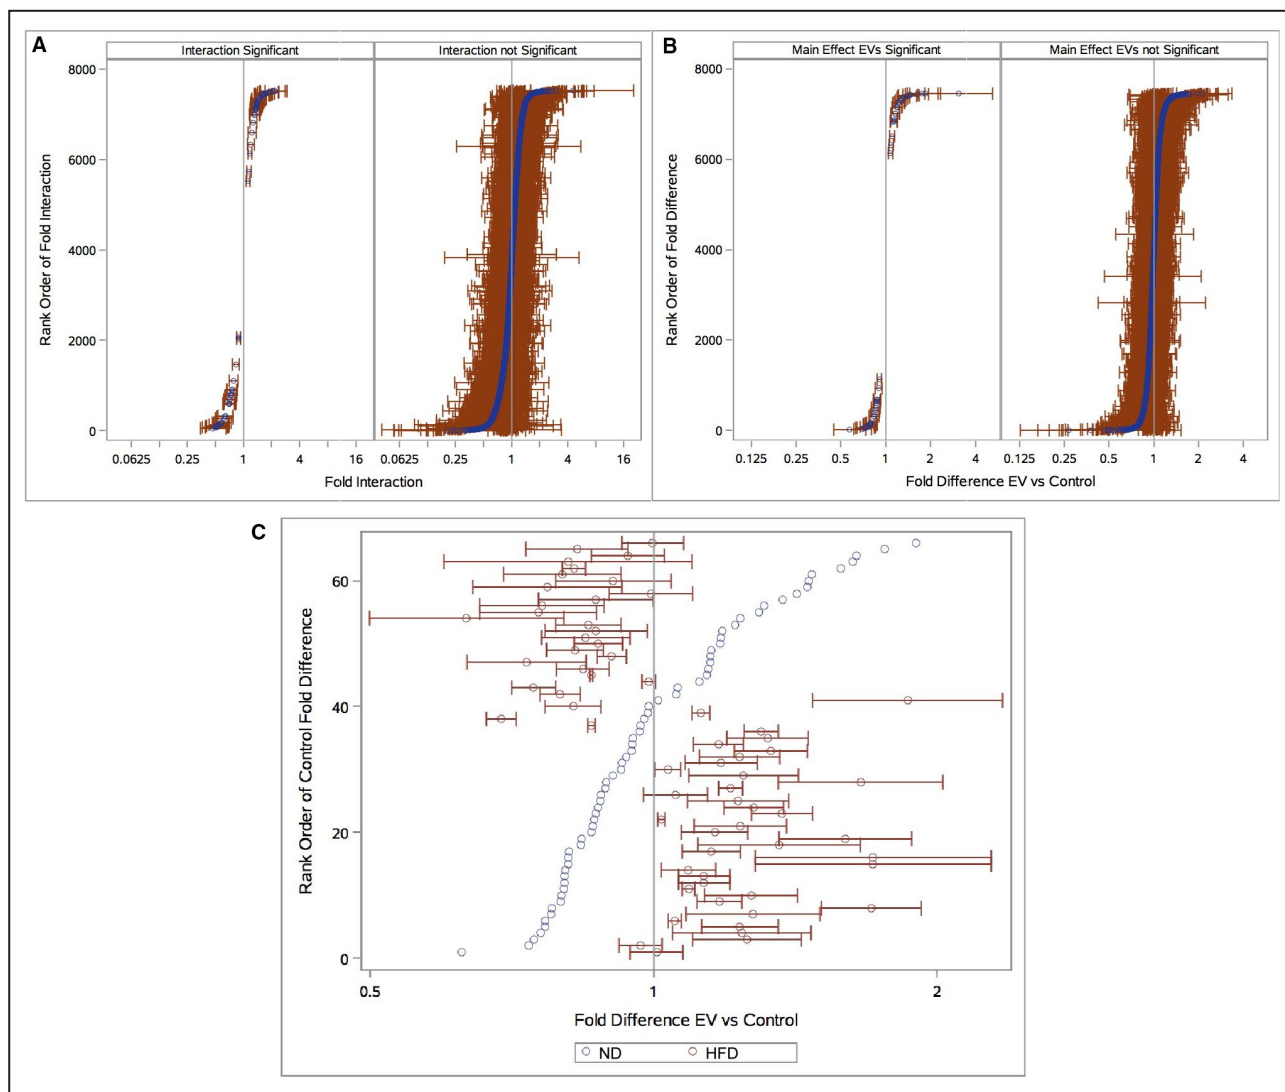 A
B
Interaction Significant
Interaction not Significant
Main Effect EVs Significant
Main Effect EVs not Significant
Rank Order of Fold Interaction
8000
6000
4000
2000
0
0.0625 0.25 1 4 16
0.0625 0.25 1 4 16
Fold Interaction
Rank Order of Fold Difference
8000
6000
4000
2000
0
0.125 0.25 0.5 1 2 4
0.125 0.25 0.5 1 2 4
Fold Difference EV vs Control
C
Rank Order of Control Fold Difference
60
40
20
0
0.5 1 2
Fold Difference EV vs Control
ND HFD